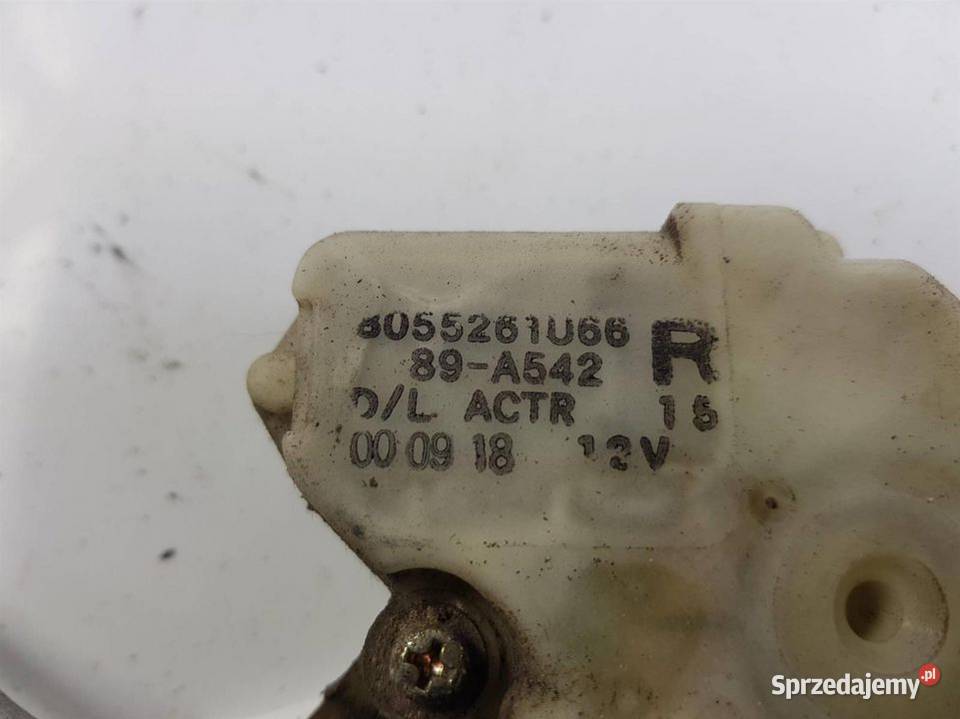 8055261U66 R
89-A542
D/L ACTR 15
00 09 18 12V
Sprzedajemy.pl